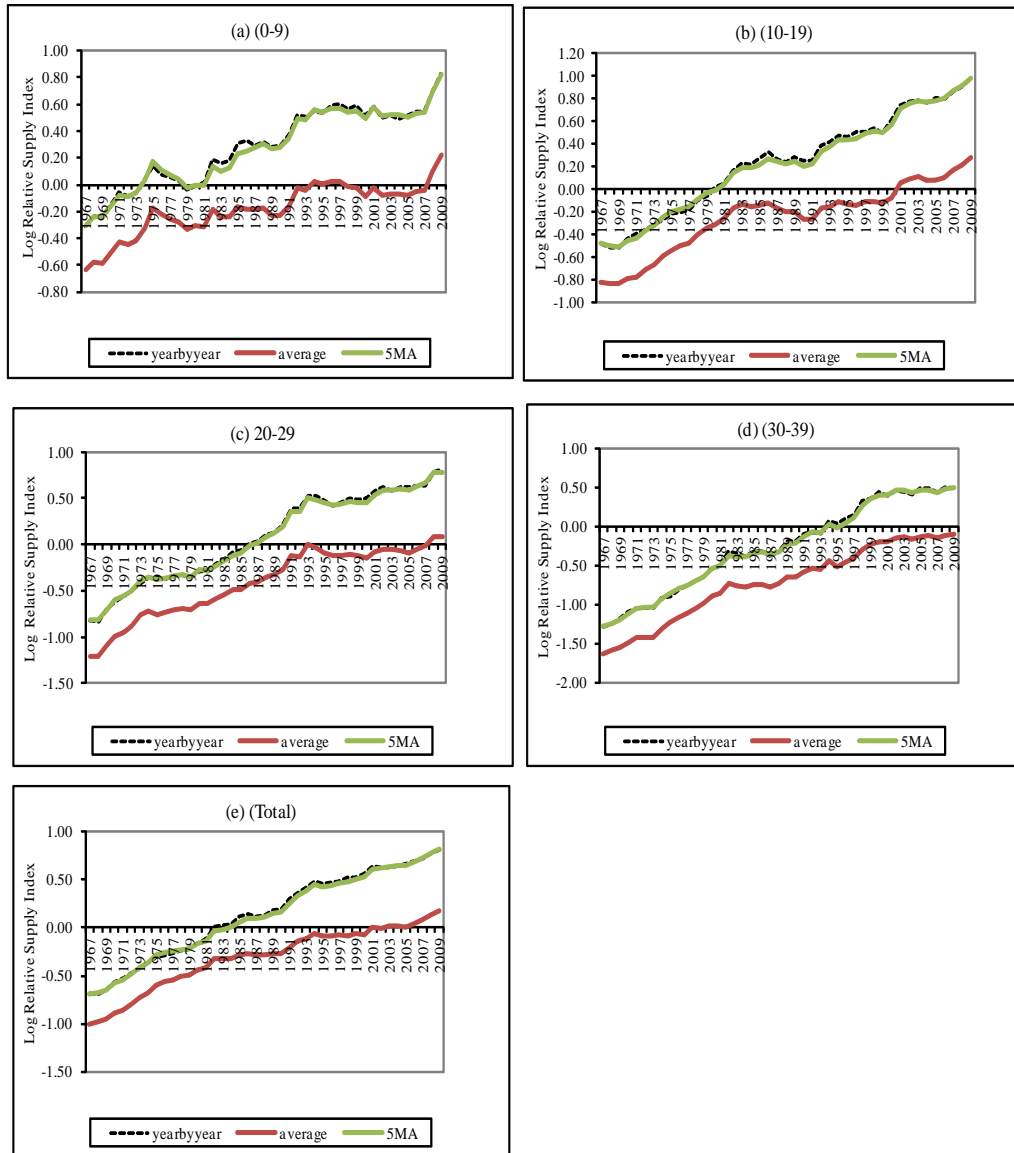 (a) (0-9)
Log Relative Supply Index
1.00
0.80
0.60
0.40
0.20
0.00
-0.20
-0.40
-0.60
-0.80
1967 1969 1971 1973 1975 1977 1979 1981 1983 1985 1987 1989 1991 1993 1995 1997 1999 2001 2003 2005 2007 2009
yearbyyear average 5MA
(b) (10-19)
Log Relative Supply Index
1.20
1.00
0.80
0.60
0.40
0.20
0.00
-0.20
-0.40
-0.60
-0.80
-1.00
1967 1969 1971 1973 1975 1977 1979 1981 1983 1985 1987 1989 1991 1993 1995 1997 1999 2001 2003 2005 2007 2009
yearbyyear average 5MA
(c) 20-29
Log Relative Supply Index
1.00
0.50
0.00
-0.50
-1.00
-1.50
1967 1969 1971 1973 1975 1977 1979 1981 1983 1985 1987 1989 1991 1993 1995 1997 1999 2001 2003 2005 2007 2009
yearbyyear average 5MA
(d) (30-39)
Log Relative Supply Index
1.00
0.50
0.00
-0.50
-1.00
-1.50
-2.00
1967 1969 1971 1973 1975 1977 1979 1981 1983 1985 1987 1989 1991 1993 1995 1997 1999 2001 2003 2005 2007 2009
yearbyyear average 5MA
(e) (Total)
Log Relative Supply Index
1.00
0.50
0.00
-0.50
-1.00
-1.50
1967 1969 1971 1973 1975 1977 1979 1981 1983 1985 1987 1989 1991 1993 1995 1997 1999 2001 2003 2005 2007 2009
yearbyyear average 5MA